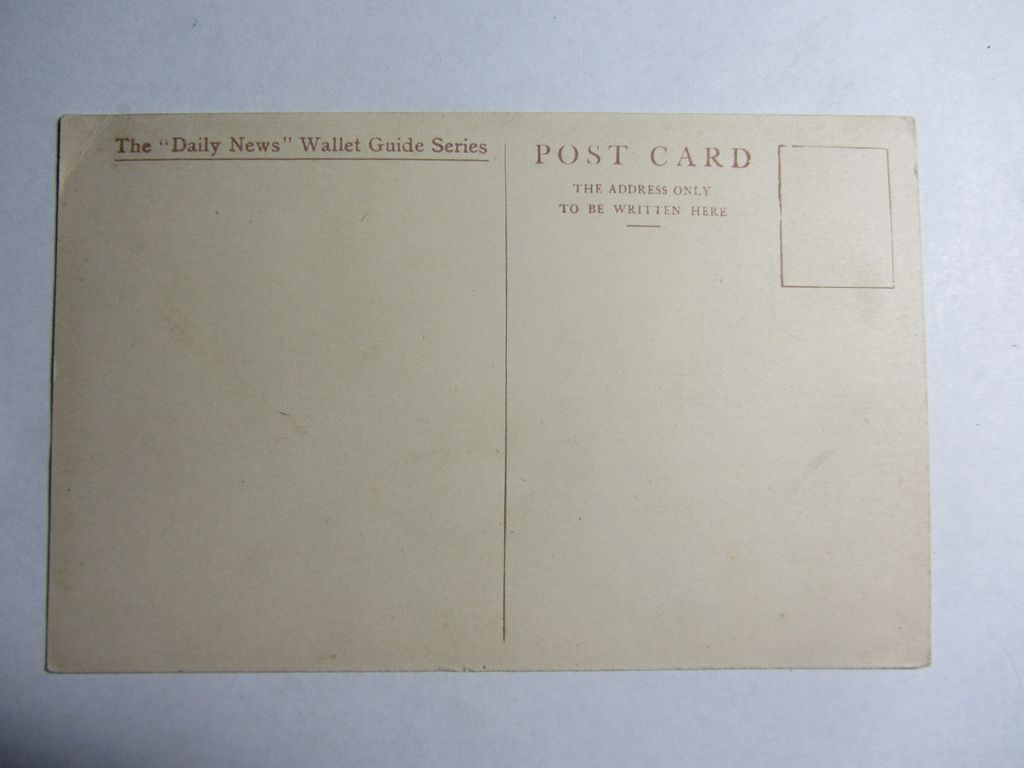 The "Daily News" Wallet Guide Series
POST CARD
THE ADDRESS ONLY
TO BE WRITTEN HERE